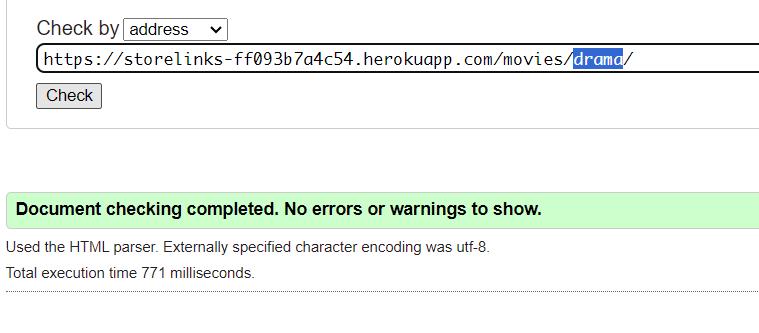 Check by address
https://storelinks-ff093b7a4c54.herokuapp.com/movies/drama/
Check
Document checking completed. No errors or warnings to show.
Used the HTML parser. Externally specified character encoding was utf-8.
Total execution time 771 milliseconds.